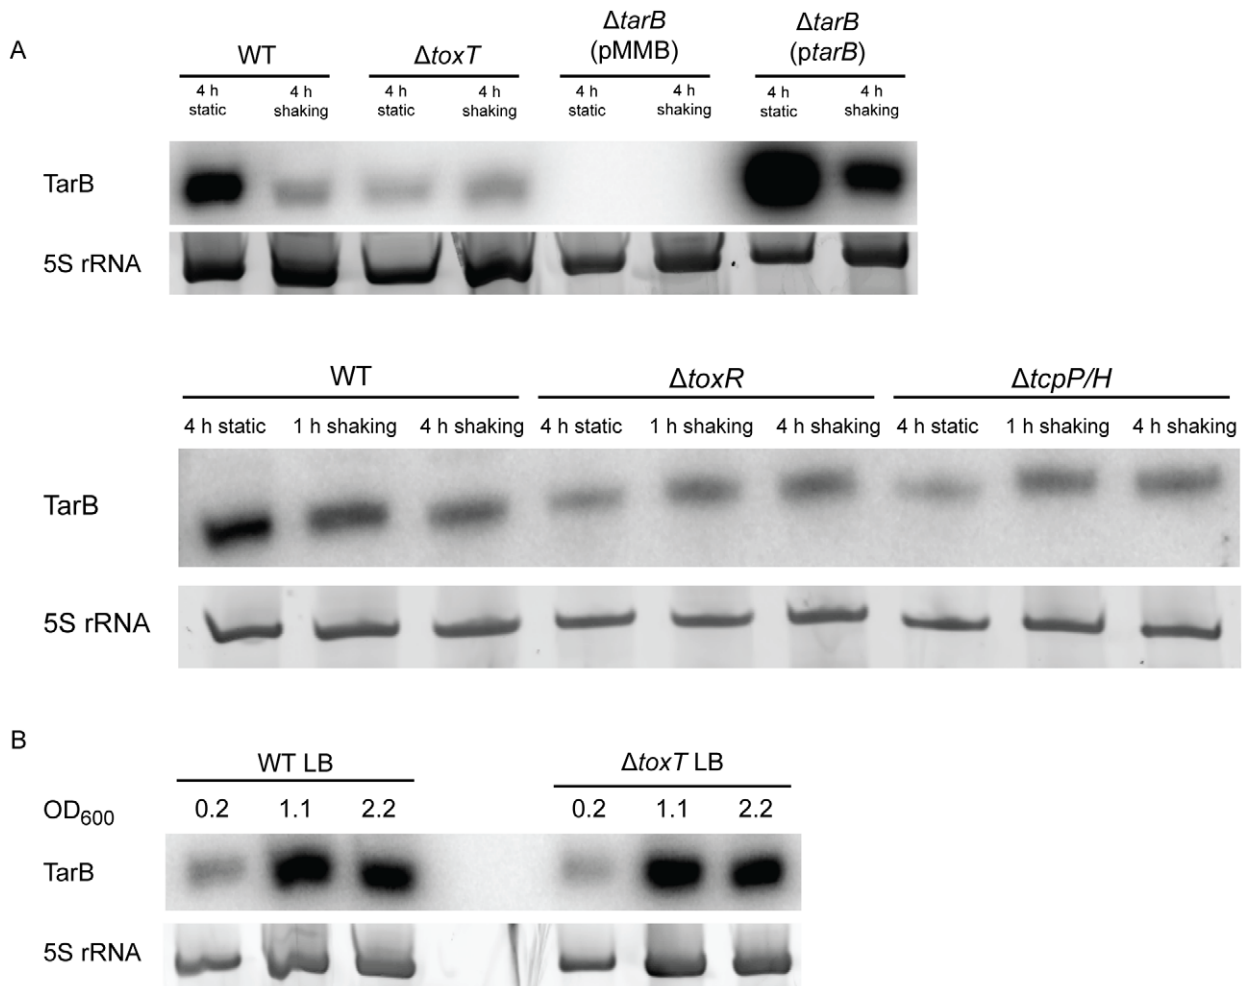 A
WT ΔtoxT ΔtarB (pMMB) ΔtarB (ptarB)
4 h static 4 h shaking 4 h static 4 h shaking 4 h static 4 h shaking 4 h static 4 h shaking
TarB
5S rRNA
WT ΔtoxR ΔtcpP/H
4 h static 1 h shaking 4 h shaking 4 h static 1 h shaking 4 h shaking 4 h static 1 h shaking 4 h shaking
TarB
5S rRNA
B
WT LB ΔtoxT LB
OD600 0.2 1.1 2.2 0.2 1.1 2.2
TarB
5S rRNA